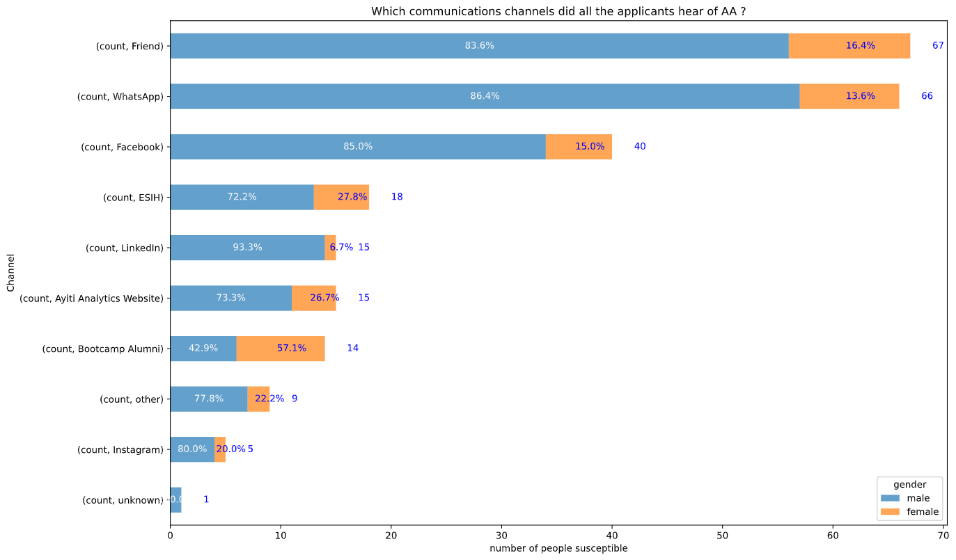 Which communications channels did all the applicants hear of AA ?
(count, Friend) 83.6% 16.4% 67
(count, WhatsApp) 86.4% 13.6% 66
(count, Facebook) 85.0% 15.0% 40
(count, ESIH) 72.2% 27.8% 18
(count, LinkedIn) 93.3% 6.7% 15
(count, Ayiti Analytics Website) 73.3% 26.7% 15
(count, Bootcamp Alumni) 42.9% 57.1% 14
(count, other) 77.8% 22.2% 9
(count, Instagram) 80.0% 20.0% 5
(count, unknown) 1
Channel
gender
male
female
0 10 20 30 40 50 60 70
number of people susceptible